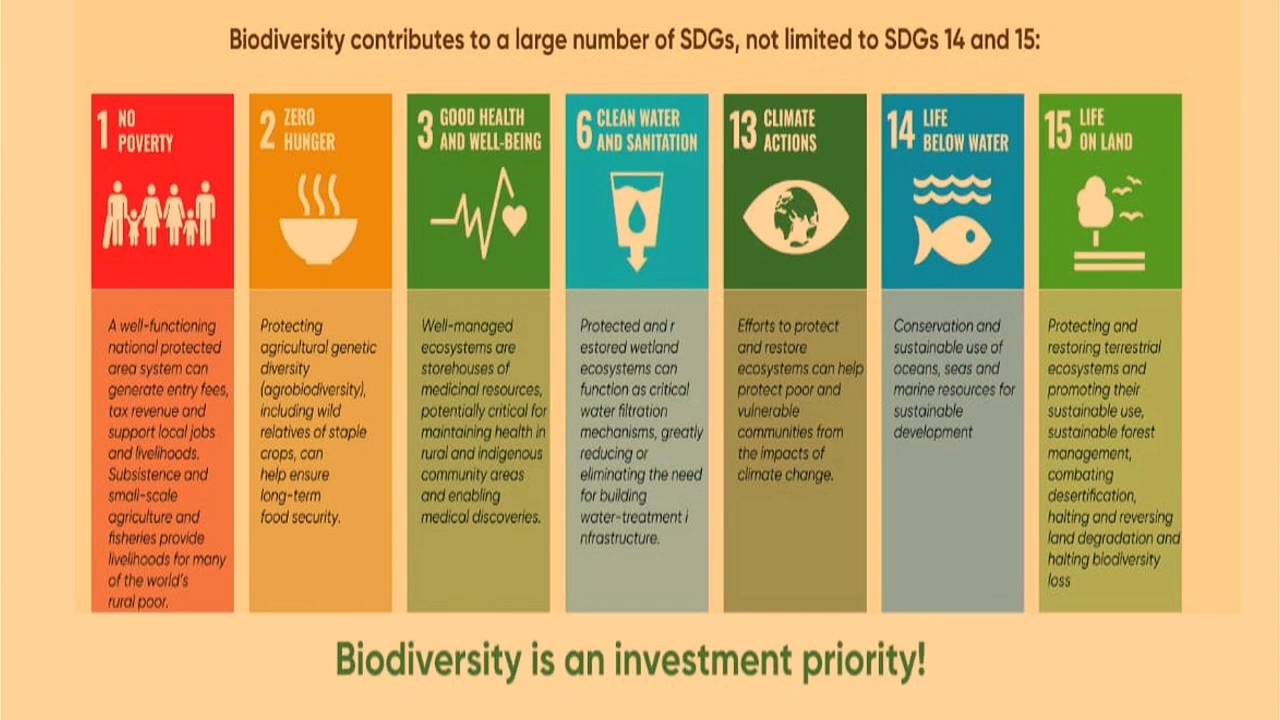 Biodiversity contributes to a large number of SDGs, not limited to SDGs 14 and 15:
1 NO
POVERTY
A well-functioning
national protected
area system can
generate entry fees,
tax revenue and
support local jobs
and livelihoods.
Subsistence and
small-scale
agriculture and
fisheries provide
livelihoods for many
of the world's
rural poor.
2 ZERO
HUNGER
Protecting
agricultural genetic
diversity
(agrobiodiversity),
including wild
relatives of staple
crops, can
help ensure
long-term
food security.
3 GOOD HEALTH
AND WELL-BEING
Well-managed
ecosystems are
storehouses of
medicinal resources,
potentially critical for
maintaining health in
rural and indigenous
community areas
and enabling
medical discoveries.
6 CLEAN WATER
AND SANITATION
Protected and r
estored wetland
ecosystems can
function as critical
water filtration
mechanisms, greatly
reducing or
eliminating the need
for building
water-treatment i
nfrastructure.
13 CLIMATE
ACTIONS
Efforts to protect
and restore
ecosystems can help
protect poor and
vulnerable
communities from
the impacts of
climate change.
14 LIFE
BELOW WATER
Conservation and
sustainable use of
oceans, seas and
marine resources for
sustainable
development
15 LIFE
ON LAND
Protecting and
restoring terrestrial
ecosystems and
promoting their
sustainable use,
sustainable forest
management,
combating
desertification,
halting and reversing
land degradation and
halting biodiversity
loss
Biodiversity is an investment priority!